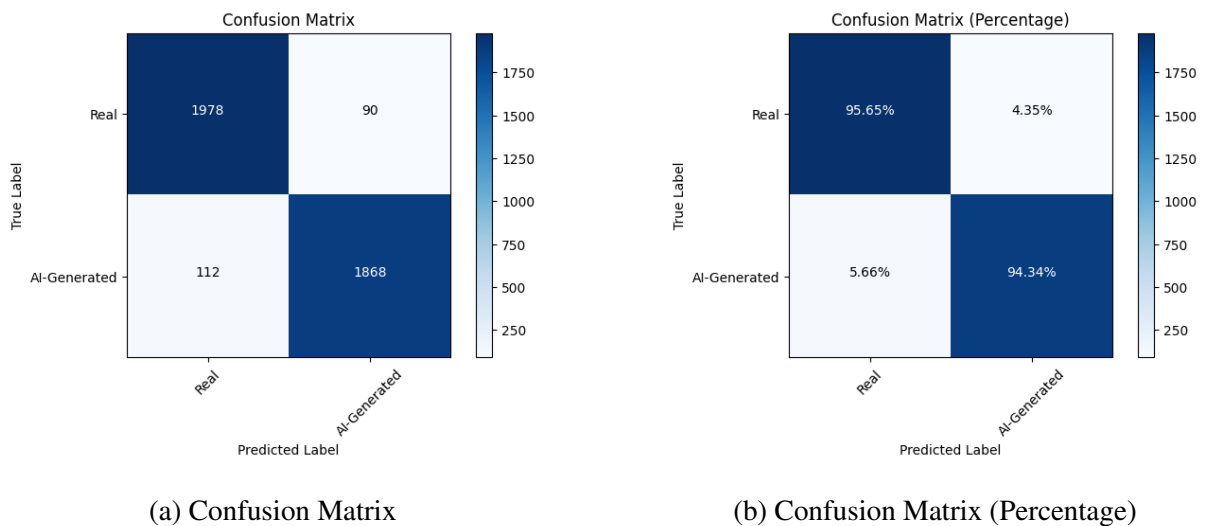 Confusion Matrix
1750
1500
1250
1000
750
500
250
Real
AI-Generated
True Label
1978
90
112
1868
Real
AI-Generated
Predicted Label
(a) Confusion Matrix
Confusion Matrix (Percentage)
1750
1500
1250
1000
750
500
250
Real
AI-Generated
True Label
95.65%
4.35%
5.66%
94.34%
Real
AI-Generated
Predicted Label
(b) Confusion Matrix (Percentage)